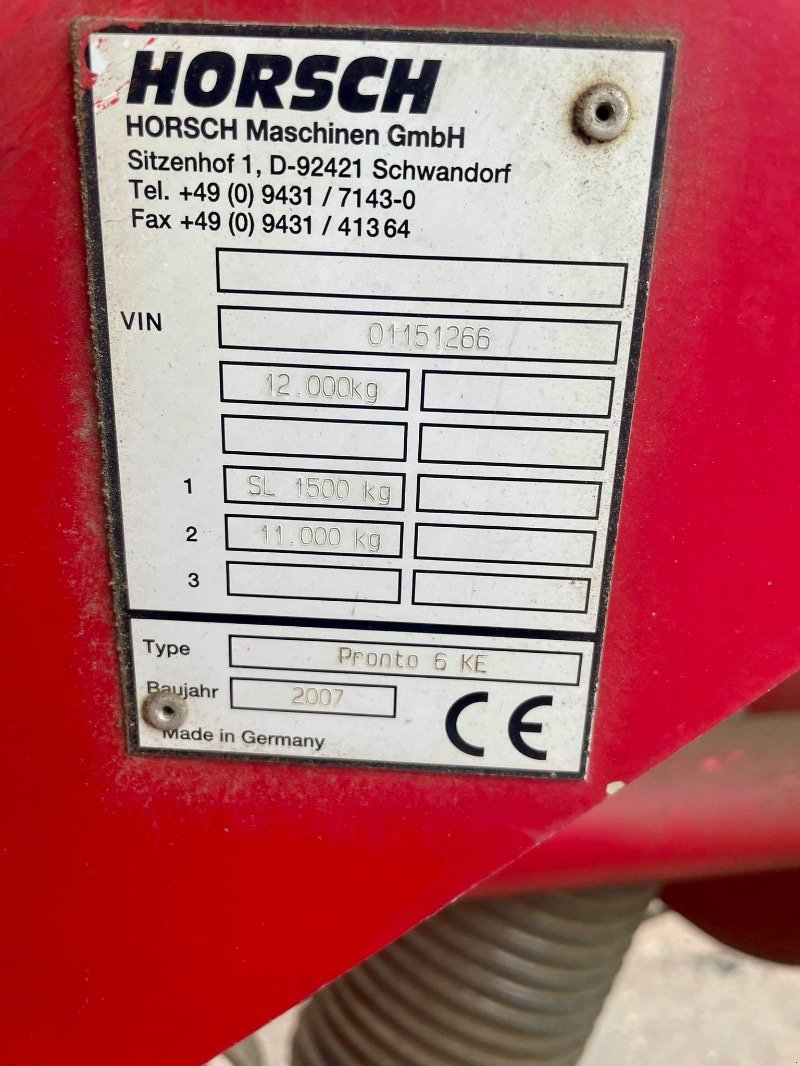 HORSCH
HORSCH Maschinen GmbH
Sitzenhof 1, D-92421 Schwandorf
Tel. +49 (0) 9431 / 7143-0
Fax +49 (0) 9431 / 41364
VIN 01151266
12.000kg
1 SL 1500 kg
2 11.000 kg
3
Type Pronto 6 KE
Baujahr 2007
Made in Germany CE